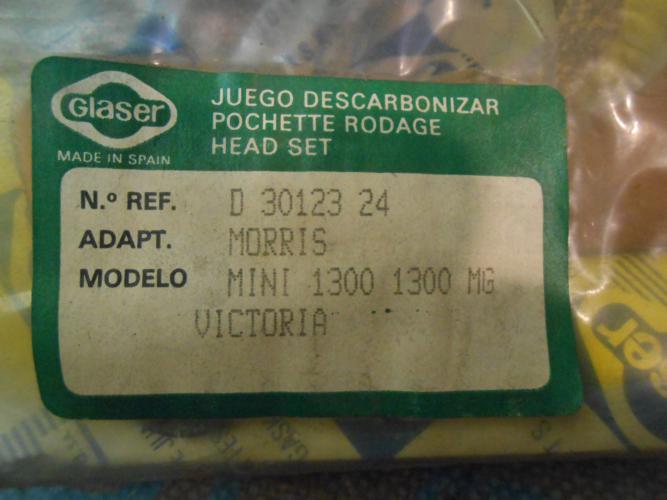 Glaser
MADE IN SPAIN
JUEGO DESCARBONIZAR
POCHETTE RODAGE
HEAD SET
N.º REF. D 30123 24
ADAPT. MORRIS
MODELO MINI 1300 1300 MG
VICTORIA